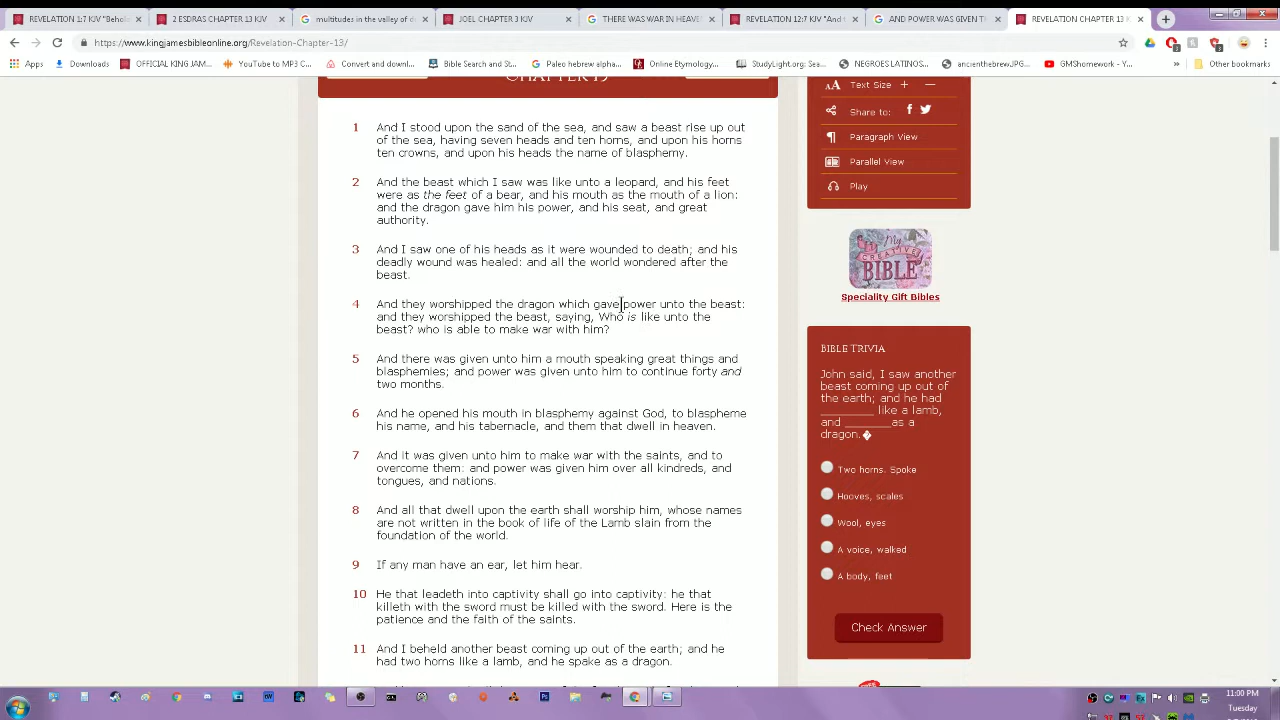 REVELATION 1:7 KJV "Behol
2 ESDRAS CHAPTER 13 KJV
multitudes in the valley of de
JOEL CHAPTER 3 KJV
THERE WAS WAR IN HEAVE
REVELATION 12:7 KJV "And t
AND POWER WAS GIVEN T
REVELATION CHAPTER 13 K
https://www.kingjamesbibleonline.org/Revelation-Chapter-13/
Apps
Downloads
OFFICIAL KING JAM
YouTube to MP3 C
Convert and downl
Bible Search and St
Paleo hebrew alpha
Online Etymology
StudyLight.org: Stra
NEGROES LATINOS
ancienthebrewJPG
GMShomework - Y
Other bookmarks
CHAPTER 13
1 And I stood upon the sand of the sea, and saw a beast rise up out
of the sea, having seven heads and ten horns, and upon his horns
ten crowns, and upon his heads the name of blasphemy.
2 And the beast which I saw was like unto a leopard, and his feet
were as the feet of a bear, and his mouth as the mouth of a lion:
and the dragon gave him his power, and his seat, and great
authority.
3 And I saw one of his heads as it were wounded to death; and his
deadly wound was healed: and all the world wondered after the
beast.
4 And they worshipped the dragon which gave power unto the beast:
and they worshipped the beast, saying, Who is like unto the
beast? who is able to make war with him?
5 And there was given unto him a mouth speaking great things and
blasphemies; and power was given unto him to continue forty and
two months.
6 And he opened his mouth in blasphemy against God, to blaspheme
his name, and his tabernacle, and them that dwell in heaven.
7 And it was given unto him to make war with the saints, and to
overcome them: and power was given him over all kindreds, and
tongues, and nations.
8 And all that dwell upon the earth shall worship him, whose names
are not written in the book of life of the Lamb slain from the
foundation of the world.
9 If any man have an ear, let him hear.
10 He that leadeth into captivity shall go into captivity: he that
killeth with the sword must be killed with the sword. Here is the
patience and the faith of the saints.
11 And I beheld another beast coming up out of the earth; and he
had two horns like a lamb, and he spake as a dragon.
AA Text Size + —
Share to:
Paragraph View
Parallel View
Play
My
CREATIVE
BIBLE
Speciality Gift Bibles
BIBLE TRIVIA
John said, I saw another
beast coming up out of
the earth; and he had
________ like a lamb,
and _______as a
dragon.�
Two horns. Spoke
Hooves, scales
Wool, eyes
A voice, walked
A body, feet
Check Answer
11:00 PM
Tuesday